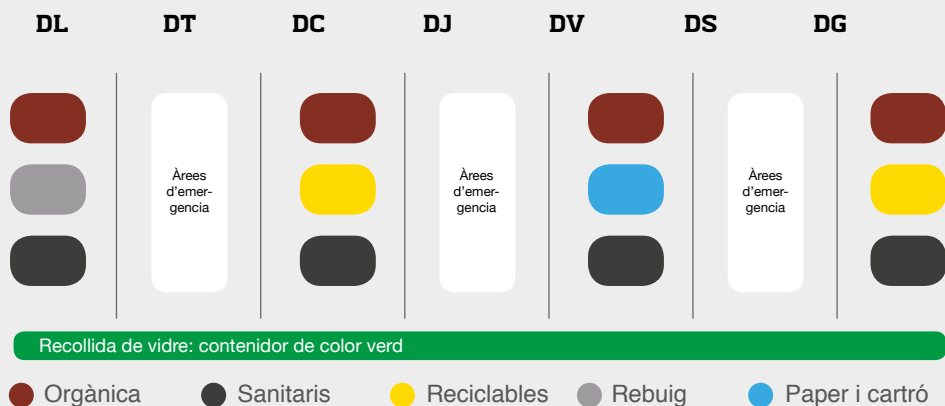 DL DT DC DJ DV DS DG
Àrees
d'emer-
gencia
Àrees
d'emer-
gencia
Àrees
d'emer-
gencia
Recollida de vidre: contenidor de color verd
Orgànica Sanitaris Reciclables Rebuig Paper i cartró